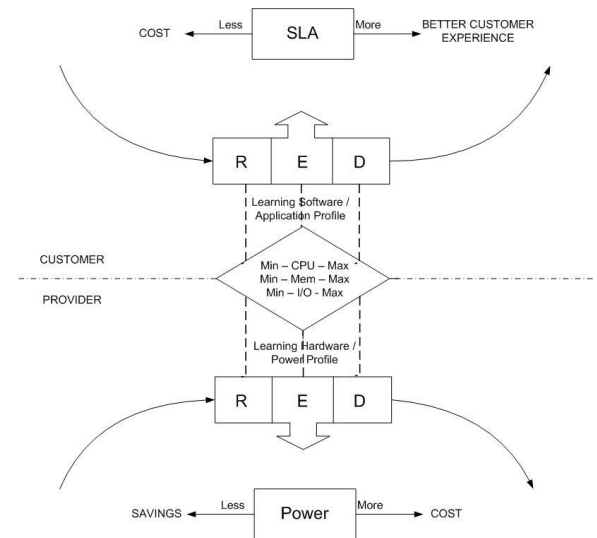 COST
Less
SLA
More
BETTER CUSTOMER
EXPERIENCE
R E D
Learning Software /
Application Profile
CUSTOMER
Min – CPU – Max
Min – Mem – Max
Min – I/O - Max
PROVIDER
Learning Hardware /
Power Profile
R E D
SAVINGS
Less
Power
More
COST